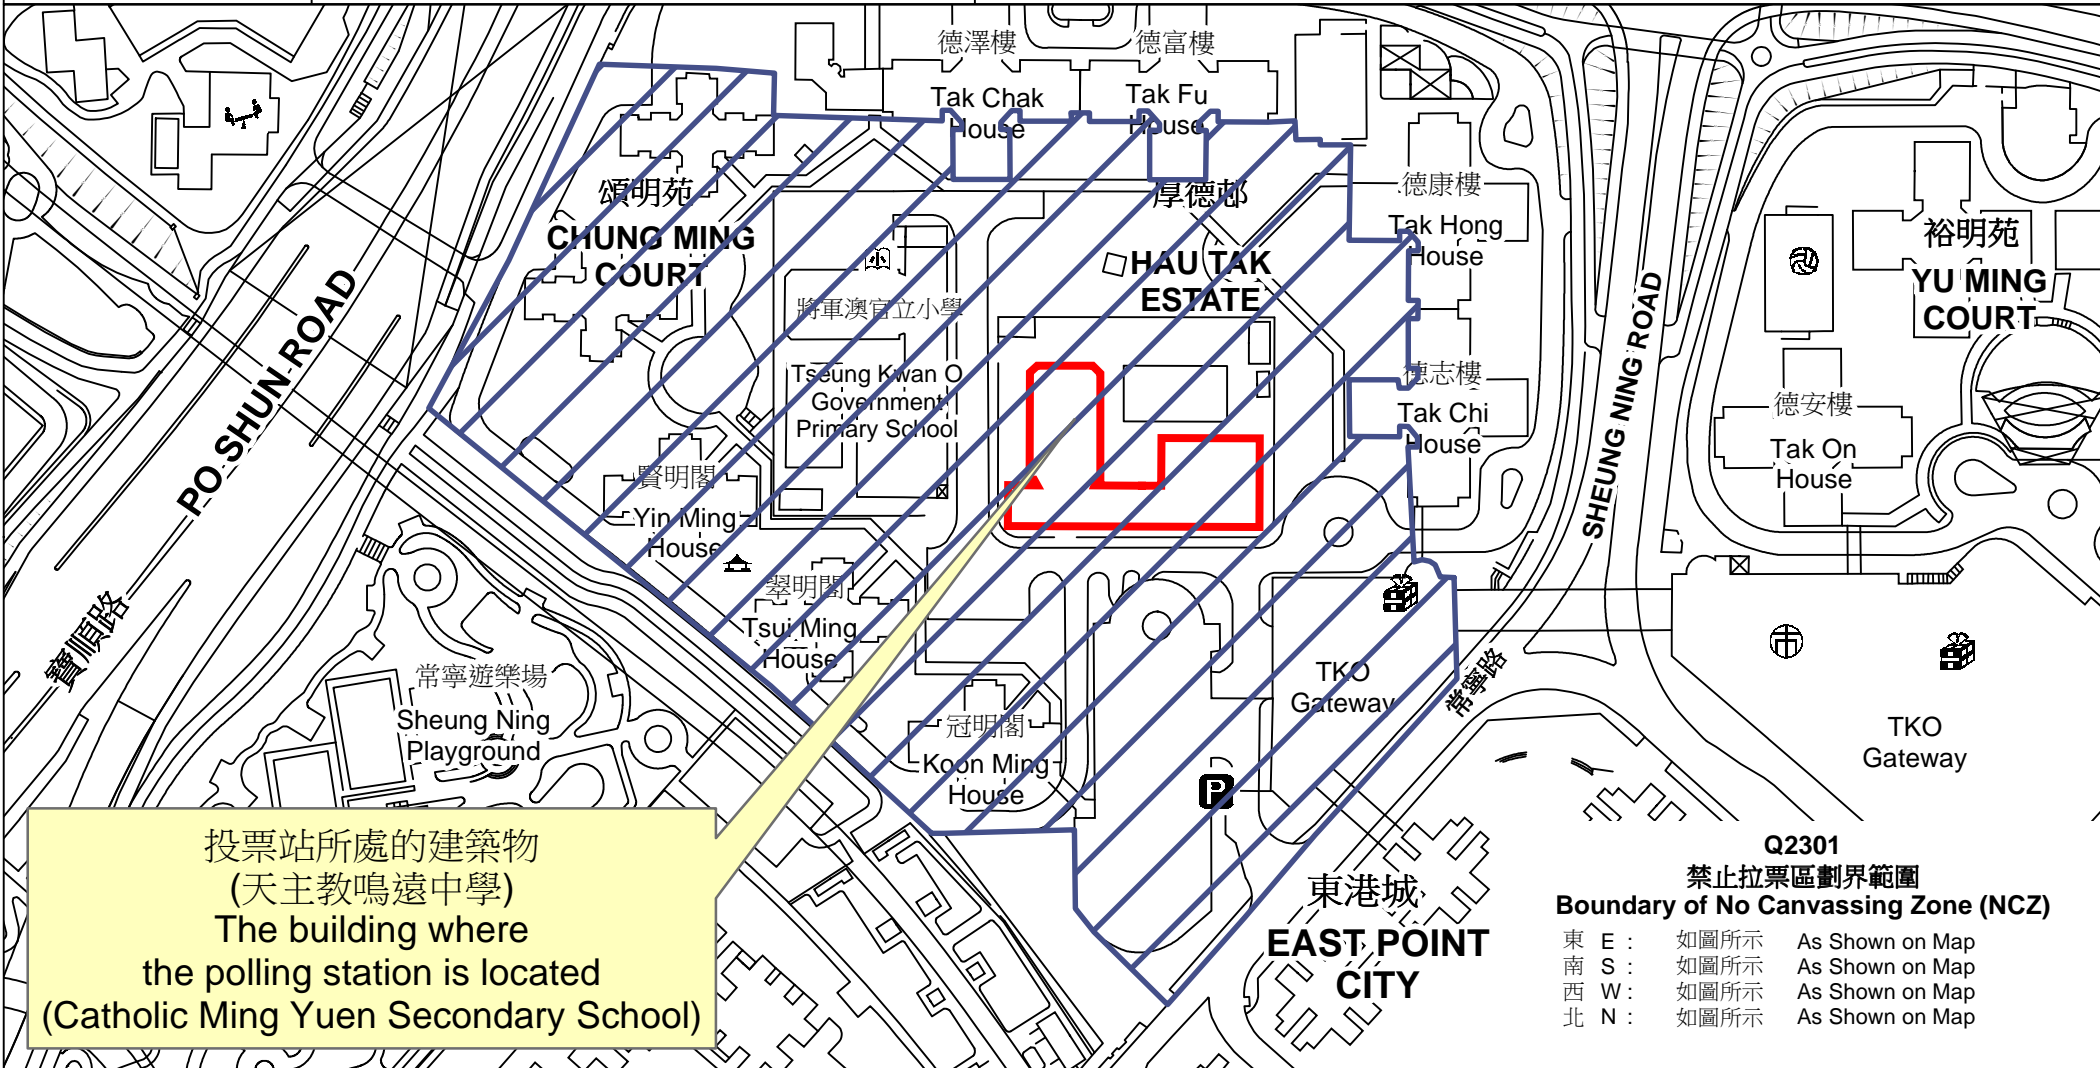 德澤樓
Tak Chak
House
德富樓
Tak Fu
House
頌明苑
CHUNG MING
COURT
厚德邨
HAU TAK
ESTATE
德康樓
Tak Hong
House
裕明苑
YU MING
COURT
將軍澳官立小學
Tseung Kwan O
Government
Primary School
德志樓
Tak Chi
House
德安樓
Tak On
House
PO SHUN ROAD
寶順路
SHEUNG NING ROAD
常寧路
賢明閣
Yin Ming
House
翠明閣
Tsui Ming
House
冠明閣
Koon Ming
House
常寧遊樂場
Sheung Ning
Playground
TKO
Gateway
TKO
Gateway
市
P
東港城
EAST POINT
CITY
投票站所處的建築物
(天主教鳴遠中學)
The building where
the polling station is located
(Catholic Ming Yuen Secondary School)
Q2301
禁止拉票區劃界範圍
Boundary of No Canvassing Zone (NCZ)
東 E : 如圖所示 As Shown on Map
南 S : 如圖所示 As Shown on Map
西 W : 如圖所示 As Shown on Map
北 N : 如圖所示 As Shown on Map